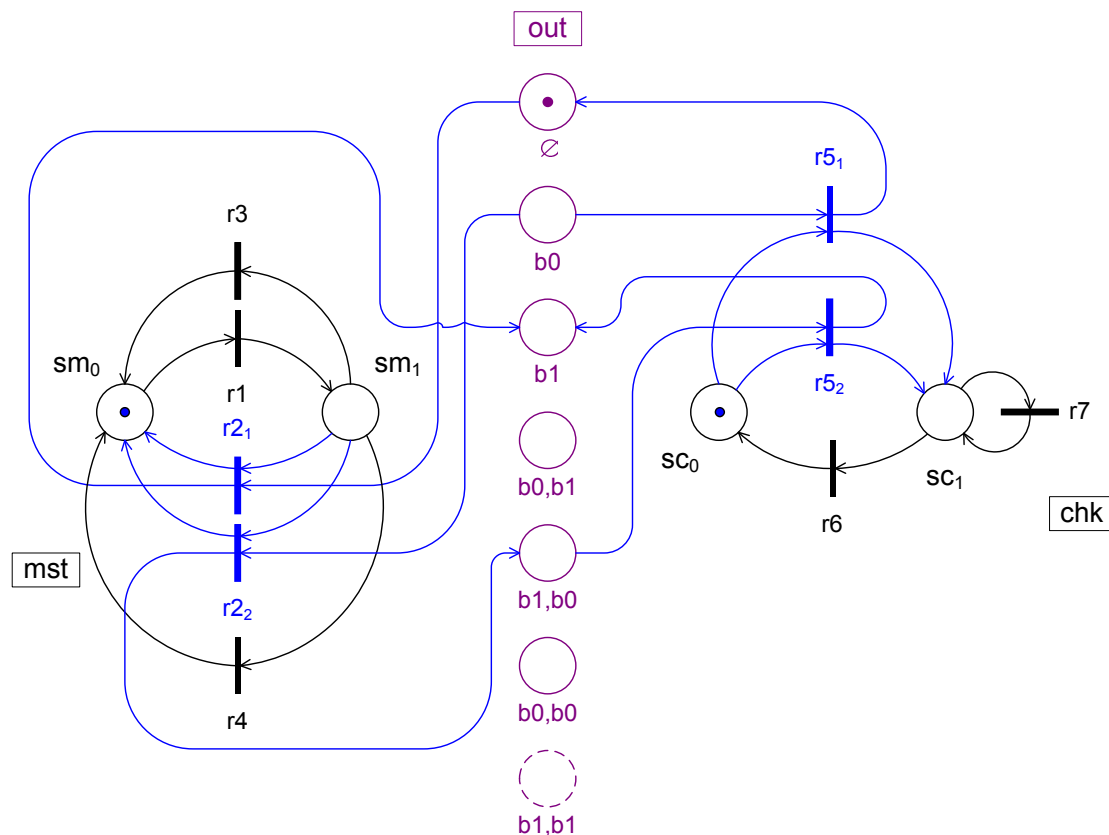 out
∉
r5₁
r3
b0
sm₀
sm₁
r1
b1
r5₂
r2₁
r7
sc₀
sc₁
b0,b1
r6
chk
mst
b1,b0
r2₂
b0,b0
r4
b1,b1